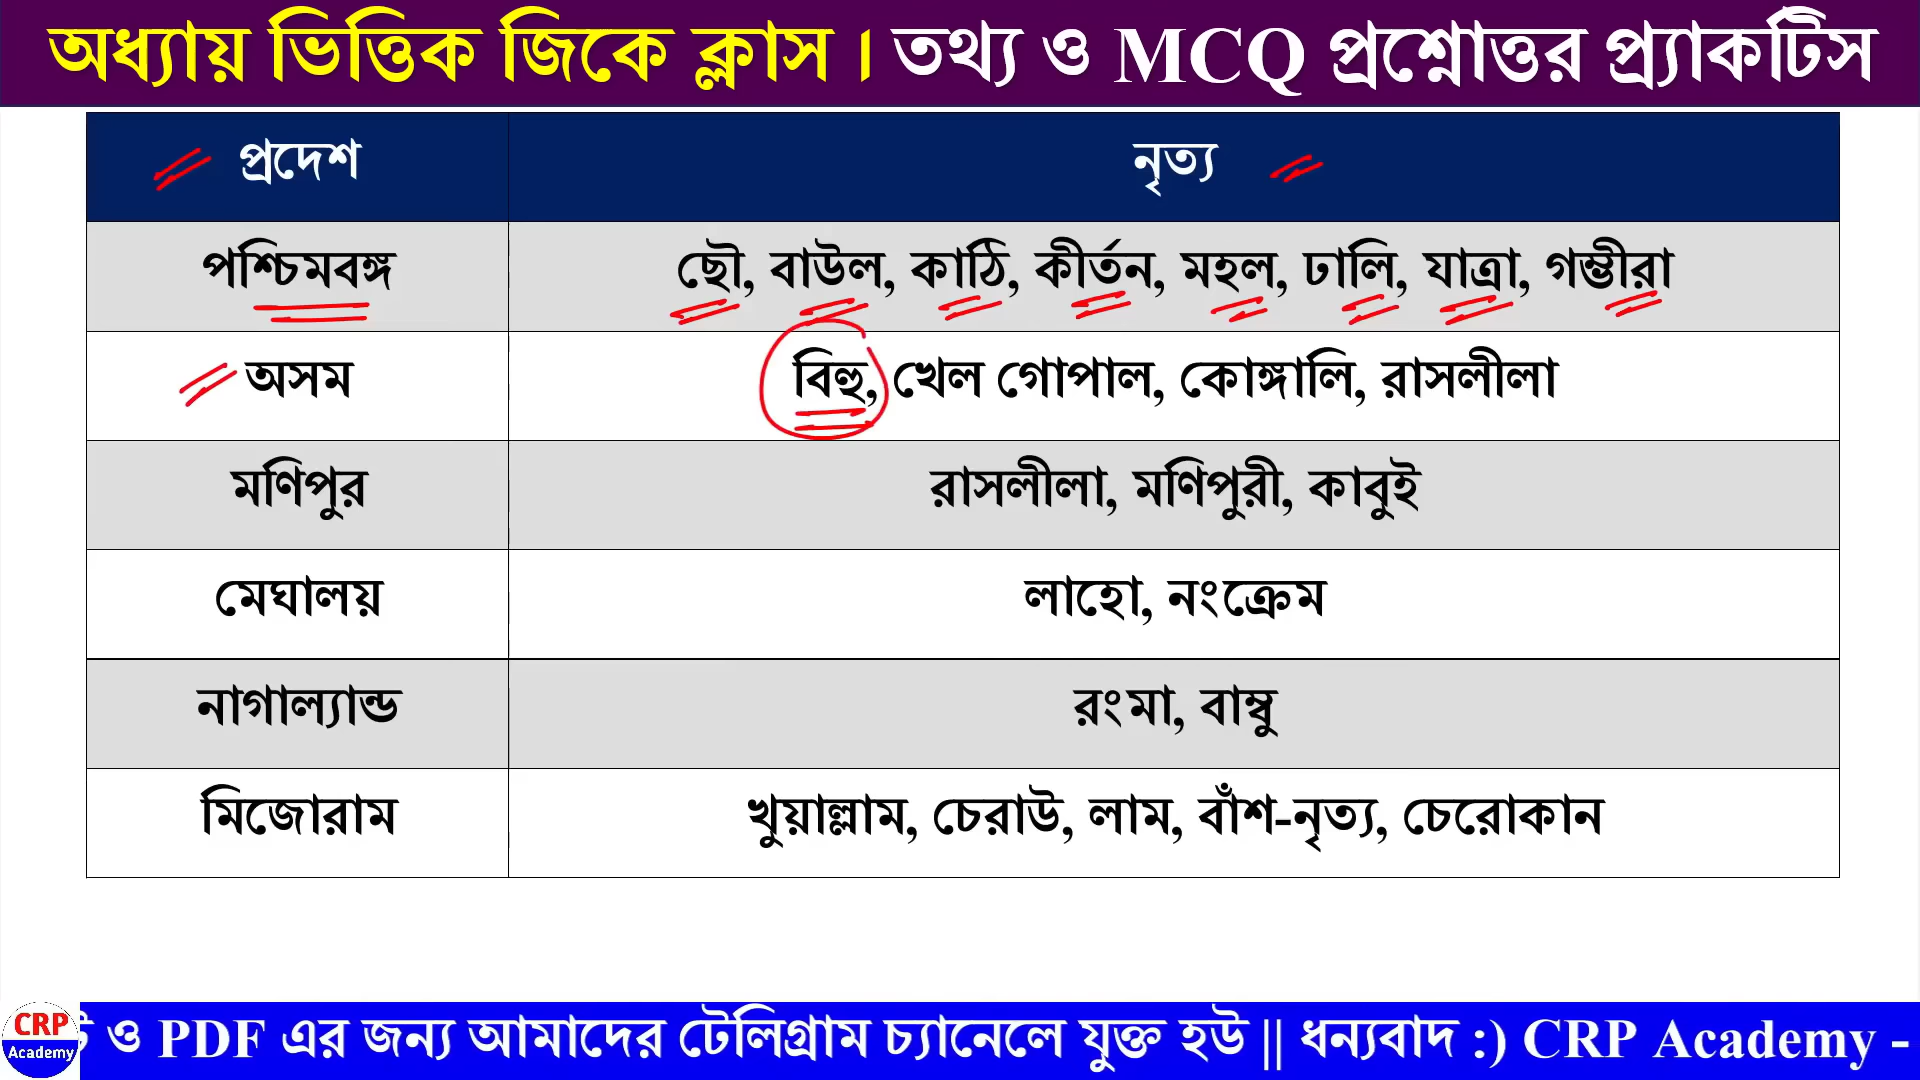 অধ্যায় ভিত্তিক জিকে ক্লাস। তথ্য ও MCQ প্রশ্নোত্তর প্র্যাকটিস
প্রদেশ নৃত্য
পশ্চিমবঙ্গ ছৌ, বাউল, কাঠি, কীর্তন, মহল, ঢালি, যাত্রা, গম্ভীরা
অসম বিহু, খেল গোপাল, কোঙ্গালি, রাসলীলা
মণিপুর রাসলীলা, মণিপুরী, কাবুই
মেঘালয় লাহো, নংক্রেম
নাগাল্যান্ড রংমা, বাম্বু
মিজোরাম খুয়াল্লাম, চেরাউ, লাম, বাঁশ-নৃত্য, চেরোকান
CRP
Academy
ও PDF এর জন্য আমাদের টেলিগ্রাম চ্যানেলে যুক্ত হউ || ধন্যবাদ :) CRP Academy -